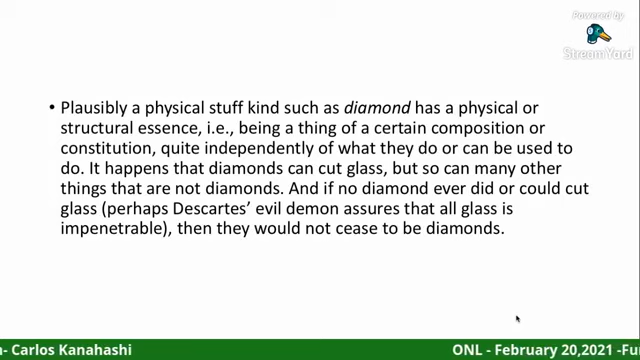 Powered by
StreamYard
• Plausibly a physical stuff kind such as diamond has a physical or
structural essence, i.e., being a thing of a certain composition or
constitution, quite independently of what they do or can be used to
do. It happens that diamonds can cut glass, but so can many other
things that are not diamonds. And if no diamond ever did or could cut
glass (perhaps Descartes’ evil demon assures that all glass is
impenetrable), then they would not cease to be diamonds.
- Carlos Kanahashi ONL - February 20,2021 -Fu